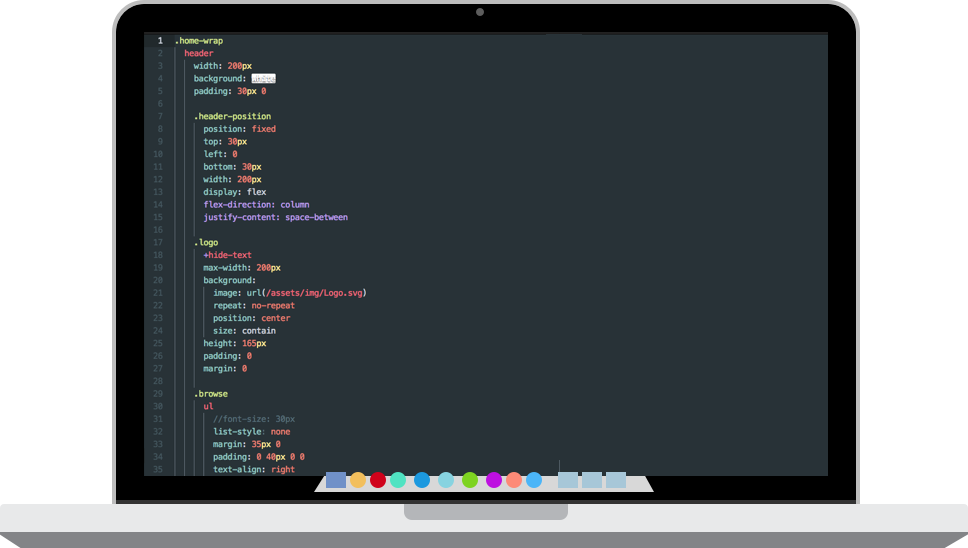 1 .home-wrap
2 header
3 width: 200px
4 background: white
5 padding: 30px 0
6
7 .header-position
8 position: fixed
9 top: 30px
10 left: 0
11 bottom: 30px
12 width: 200px
13 display: flex
14 flex-direction: column
15 justify-content: space-between
16
17 .logo
18 +hide-text
19 max-width: 200px
20 background:
21 image: url(/assets/img/Logo.svg)
22 repeat: no-repeat
23 position: center
24 size: contain
25 height: 165px
26 padding: 0
27 margin: 0
28
29 .browse
30 ul
31 //font-size: 30px
32 list-style: none
33 margin: 35px 0
34 padding: 0 40px 0 0
35 text-align: right